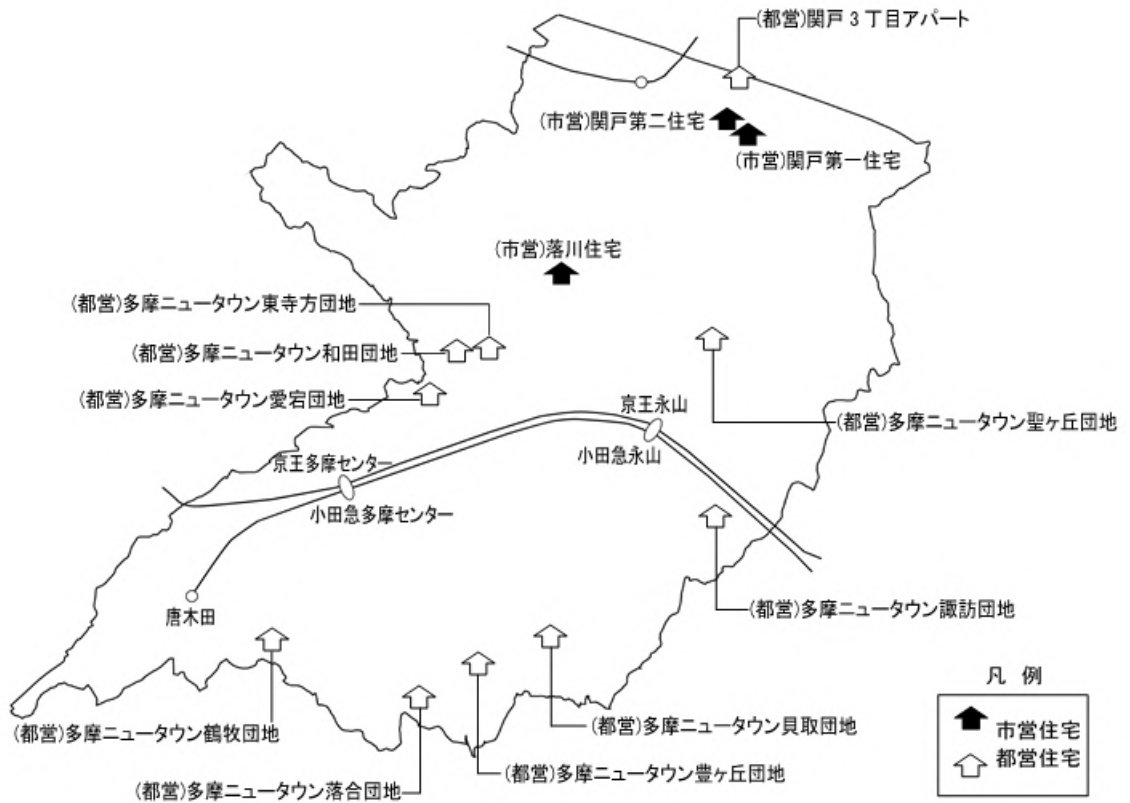 (都営)関戸3丁目アパート
(市営)関戸第二住宅
(市営)関戸第一住宅
(市営)落川住宅
(都営)多摩ニュータウン東寺方団地
(都営)多摩ニュータウン和田団地
(都営)多摩ニュータウン愛宕団地
京王永山
(都営)多摩ニュータウン聖ヶ丘団地
小田急永山
京王多摩センター
小田急多摩センター
唐木田
(都営)多摩ニュータウン諏訪団地
(都営)多摩ニュータウン鶴牧団地
(都営)多摩ニュータウン貝取団地
(都営)多摩ニュータウン豊ヶ丘団地
(都営)多摩ニュータウン落合団地
凡 例
市営住宅
都営住宅